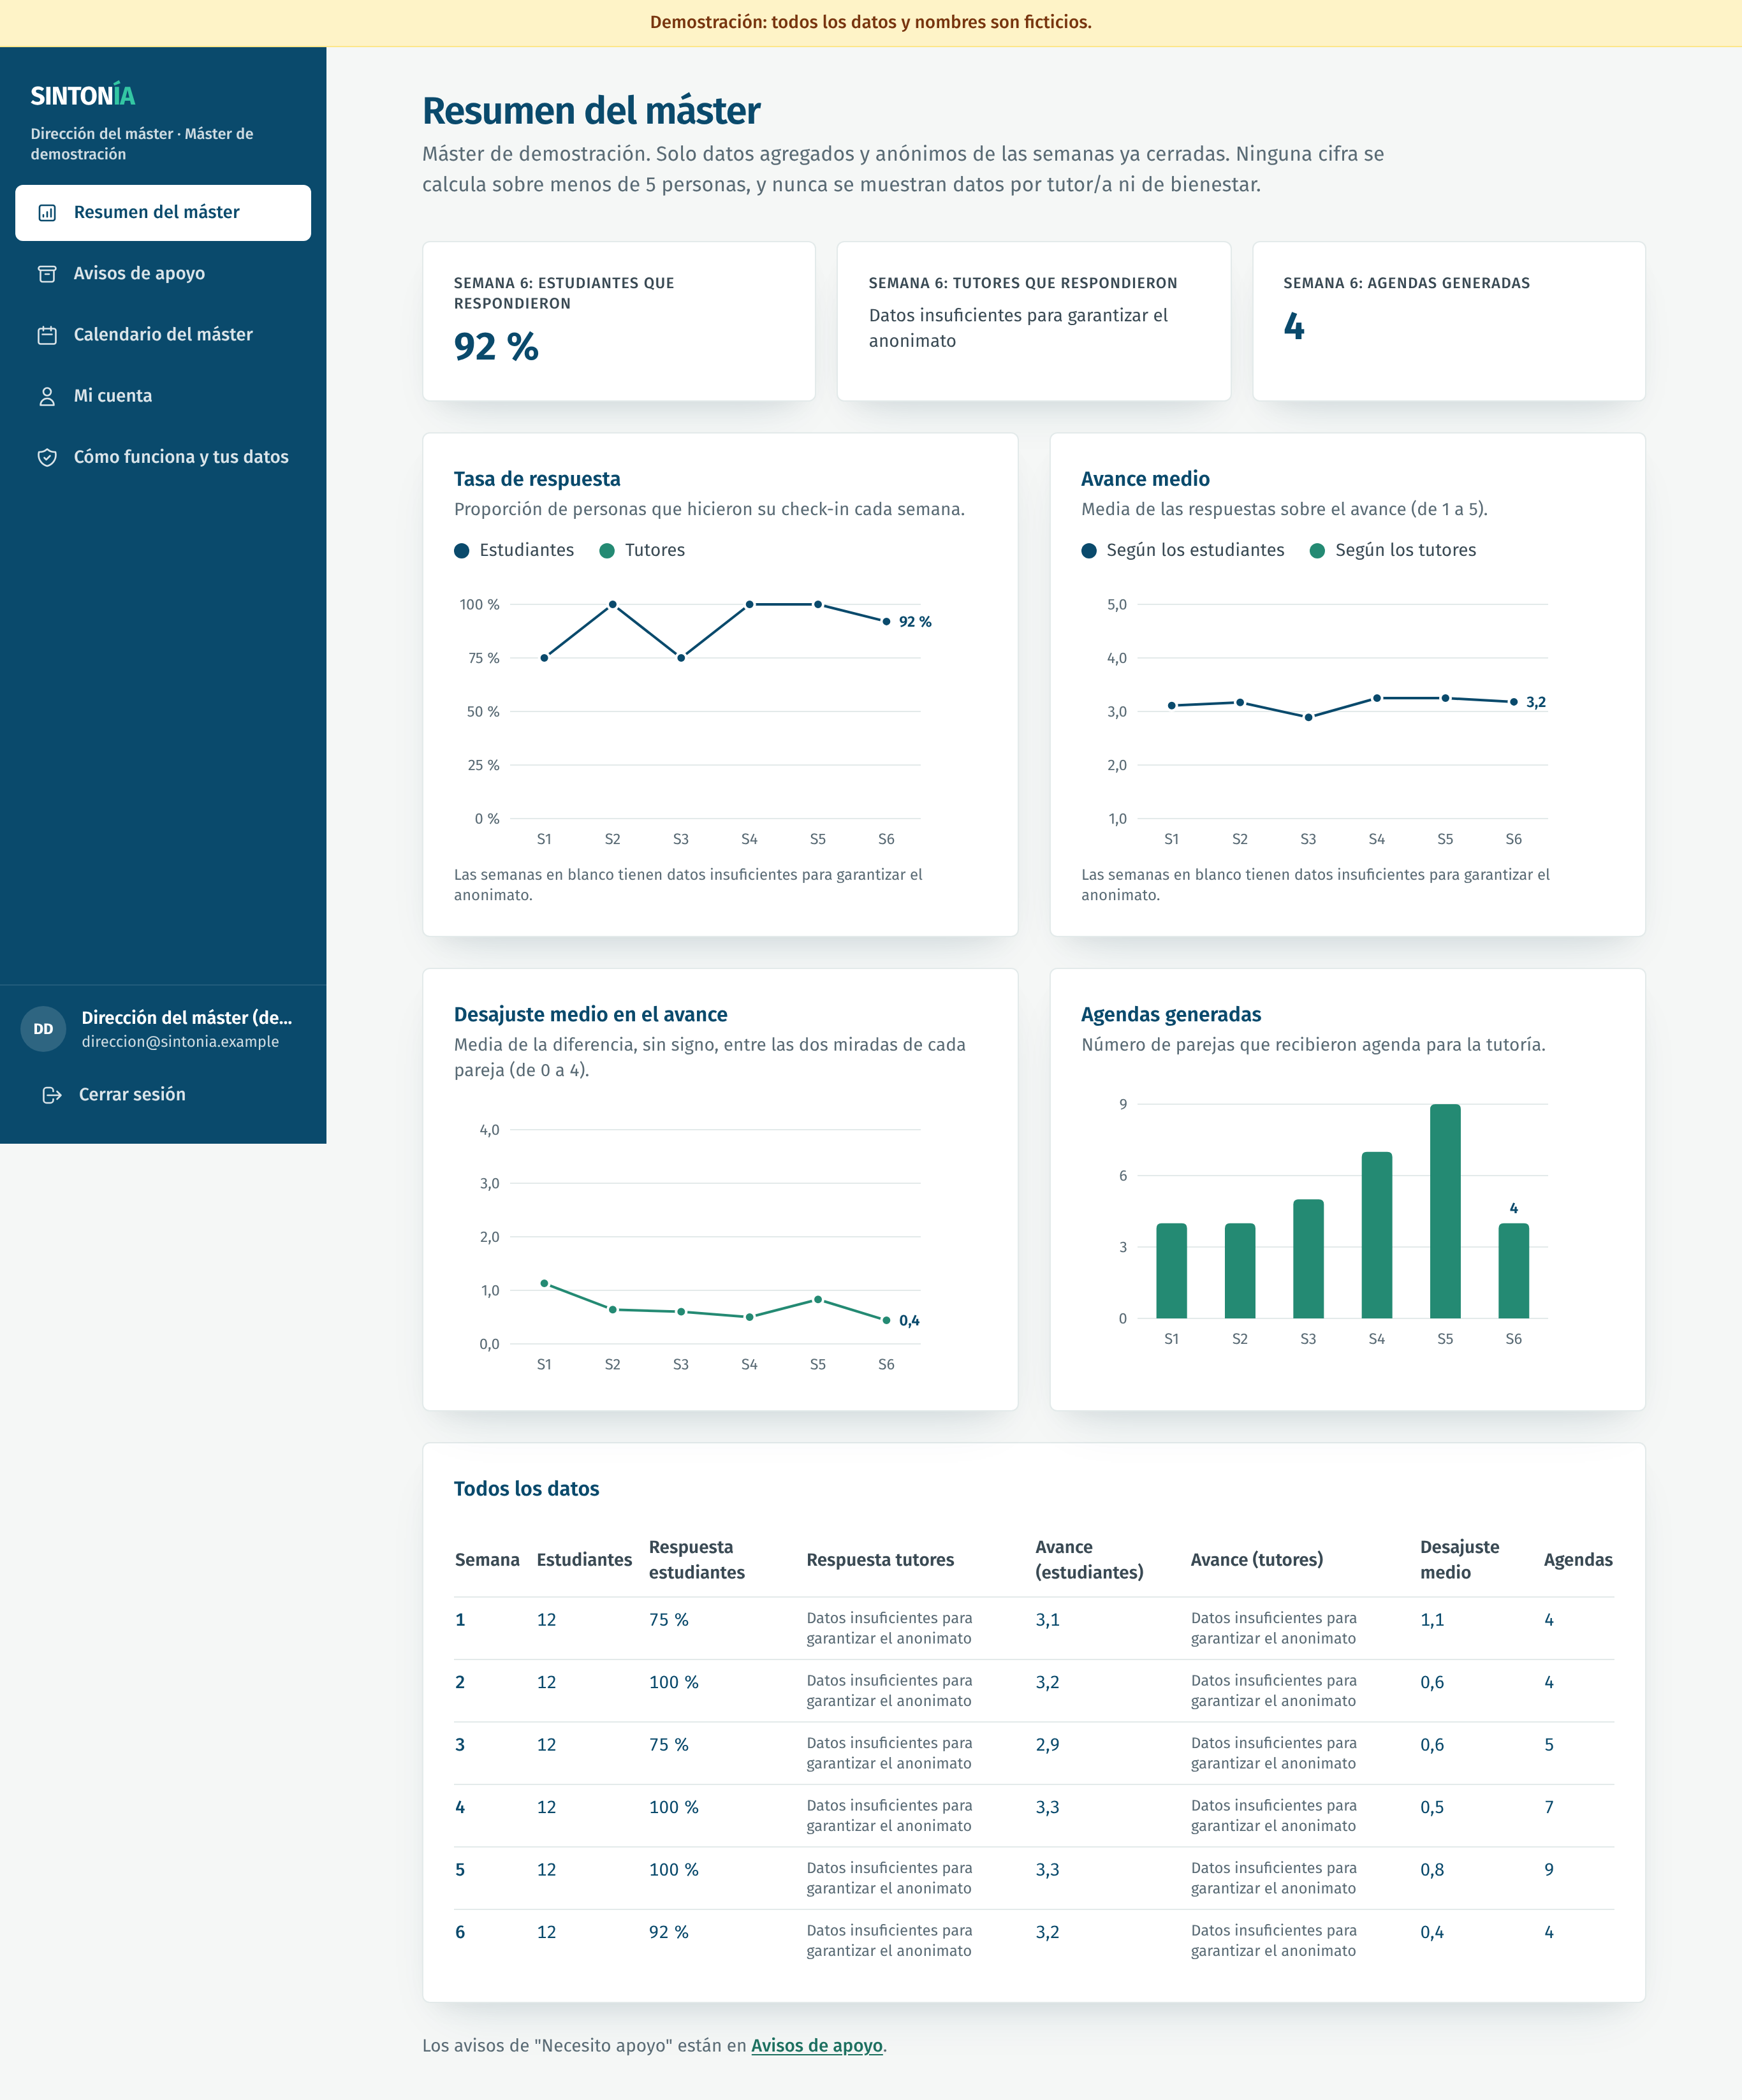 Demostración: todos los datos y nombres son ficticios.
SINTONÍA
Dirección del máster · Máster de
demostración
Resumen del máster
Avisos de apoyo
Calendario del máster
Mi cuenta
Cómo funciona y tus datos
DD
Dirección del máster (de...
direccion@sintonia.example
Cerrar sesión
Resumen del máster
Máster de demostración. Solo datos agregados y anónimos de las semanas ya cerradas. Ninguna cifra se
calcula sobre menos de 5 personas, y nunca se muestran datos por tutor/a ni de bienestar.
SEMANA 6: ESTUDIANTES QUE
RESPONDIERON
92 %
SEMANA 6: TUTORES QUE RESPONDIERON
Datos insuficientes para garantizar el
anonimato
SEMANA 6: AGENDAS GENERADAS
4
Tasa de respuesta
Proporción de personas que hicieron su check-in cada semana.
Estudiantes Tutores
100 %
75 %
50 %
25 %
0 %
92 %
S1 S2 S3 S4 S5 S6
Las semanas en blanco tienen datos insuficientes para garantizar el
anonimato.
Avance medio
Media de las respuestas sobre el avance (de 1 a 5).
Según los estudiantes Según los tutores
5,0
4,0
3,0
2,0
1,0
3,2
S1 S2 S3 S4 S5 S6
Las semanas en blanco tienen datos insuficientes para garantizar el
anonimato.
Desajuste medio en el avance
Media de la diferencia, sin signo, entre las dos miradas de cada
pareja (de 0 a 4).
4,0
3,0
2,0
1,0
0,0
0,4
S1 S2 S3 S4 S5 S6
Agendas generadas
Número de parejas que recibieron agenda para la tutoría.
9
6
3
0
4
S1 S2 S3 S4 S5 S6
Todos los datos
Semana Estudiantes Respuesta estudiantes Respuesta tutores Avance (estudiantes) Avance (tutores) Desajuste medio Agendas
1 12 75 % Datos insuficientes para garantizar el anonimato 3,1 Datos insuficientes para garantizar el anonimato 1,1 4
2 12 100 % Datos insuficientes para garantizar el anonimato 3,2 Datos insuficientes para garantizar el anonimato 0,6 4
3 12 75 % Datos insuficientes para garantizar el anonimato 2,9 Datos insuficientes para garantizar el anonimato 0,6 5
4 12 100 % Datos insuficientes para garantizar el anonimato 3,3 Datos insuficientes para garantizar el anonimato 0,5 7
5 12 100 % Datos insuficientes para garantizar el anonimato 3,3 Datos insuficientes para garantizar el anonimato 0,8 9
6 12 92 % Datos insuficientes para garantizar el anonimato 3,2 Datos insuficientes para garantizar el anonimato 0,4 4
Los avisos de "Necesito apoyo" están en Avisos de apoyo.